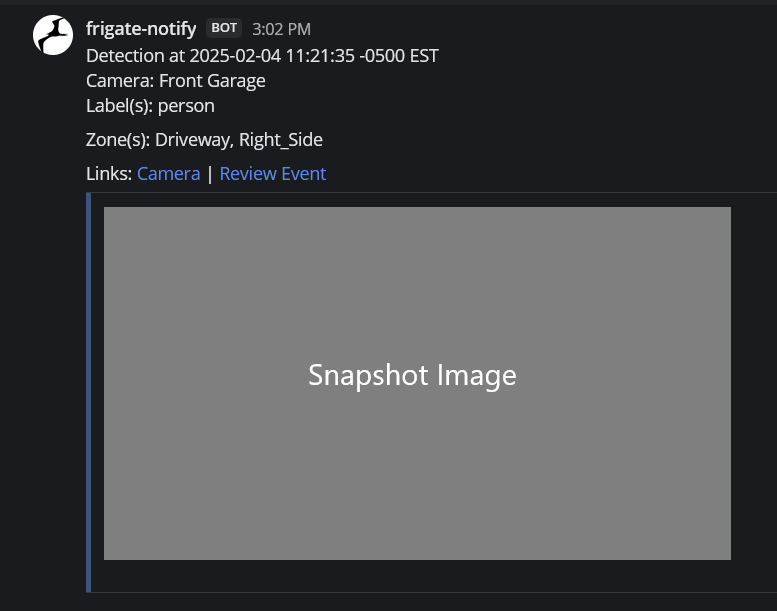 frigate-notify BOT 3:02 PM
Detection at 2025-02-04 11:21:35 -0500 EST
Camera: Front Garage
Label(s): person
Zone(s): Driveway, Right_Side
Links: Camera | Review Event
Snapshot Image